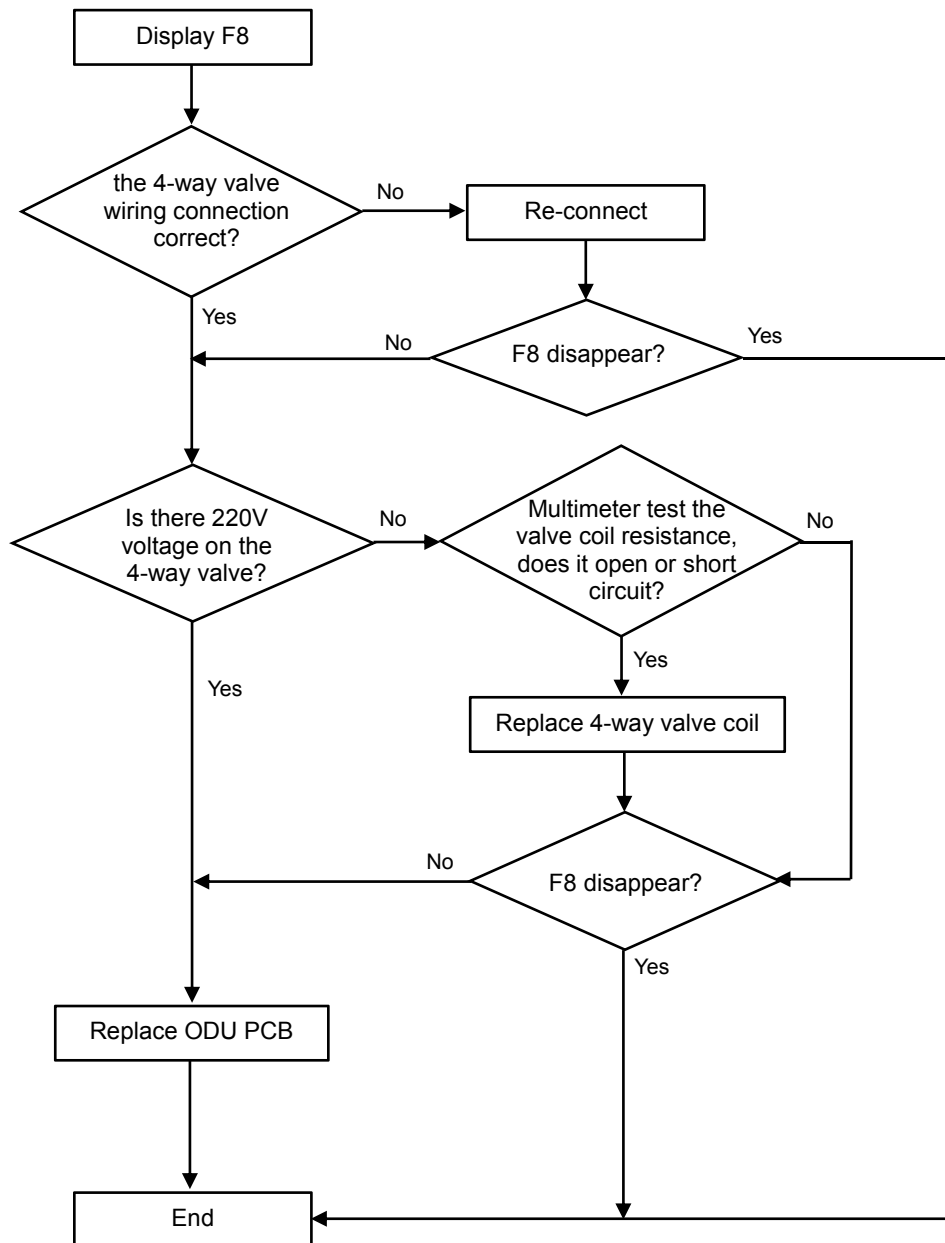 Display F8
the 4-way valve
wiring connection
correct?
No
Re-connect
Yes
No
F8 disappear?
Yes
Is there 220V
voltage on the
4-way valve?
No
Multimeter test the
valve coil resistance,
does it open or short
circuit?
No
Yes
Yes
Replace 4-way valve coil
No
F8 disappear?
Yes
Replace ODU PCB
End